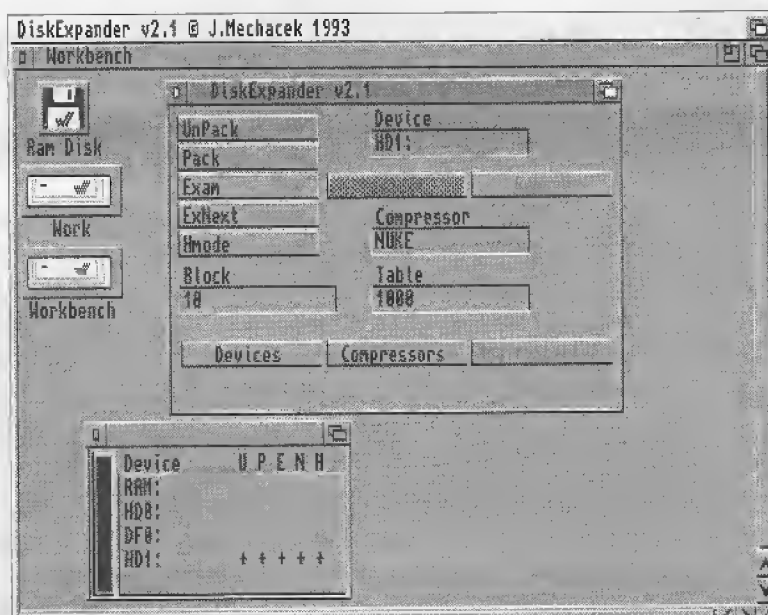 DiskExpander v2.1 © J.Mechacek 1993
Workbench
DiskExpander v2.1
Ram Disk
Work
Workbench
UnPack
Pack
Exam
ExNext
Hmode
Device
HD1:
Compressor
NUKE
Block
10
Table
1000
Devices
Compressors
Device U P E N H
RAM:
HD0:
DF0:
HD1: + + + + +